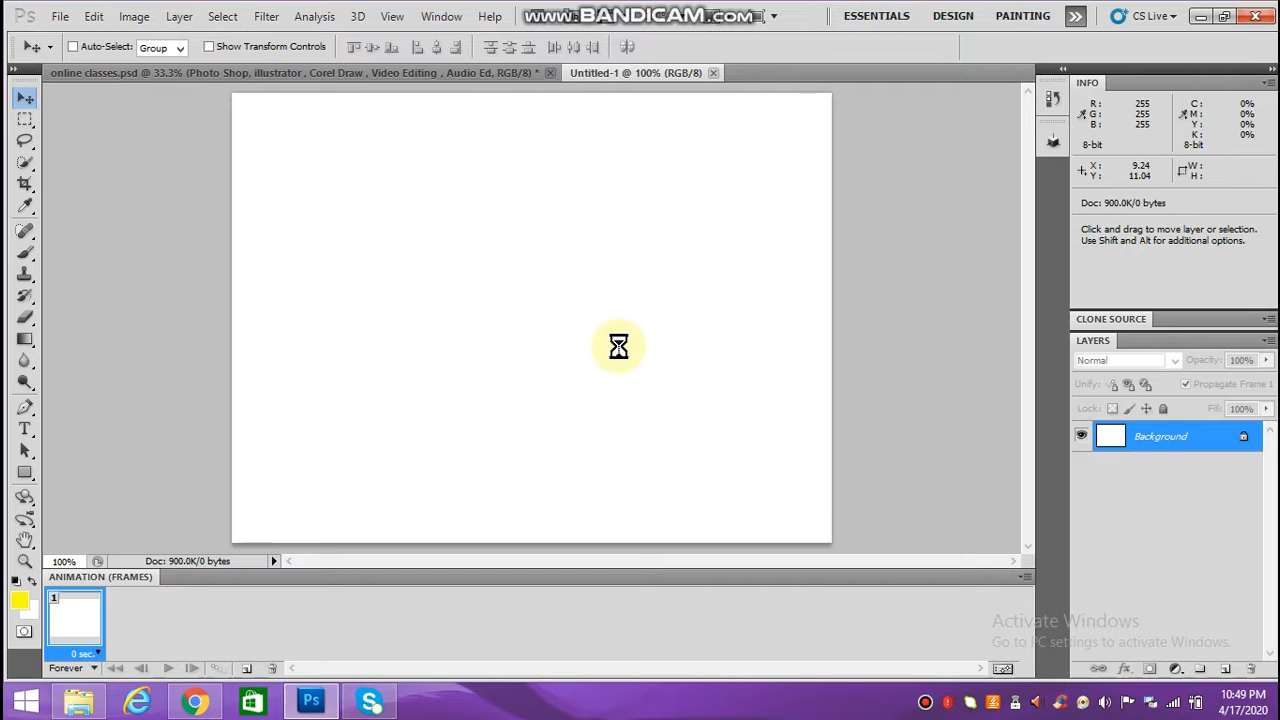 Ps File Edit Image Layer Select Filter Analysis 3D View Window Help www.BANDICAM.com ESSENTIALS DESIGN PAINTING >> CS Live
Auto-Select: Group Show Transform Controls
online classes.psd @ 33.3% (Photo Shop, illustrator , Corel Draw , Video Editing , Audio Ed, RGB/8) * Untitled-1 @ 100% (RGB/8)
INFO
R: 255 C: 0%
G: 255 M: 0%
B: 255 Y: 0%
K: 0%
8-bit 8-bit
X: 9.24 W:
Y: 11.04 H:
Doc: 900.0K/0 bytes
Click and drag to move layer or selection.
Use Shift and Alt for additional options.
CLONE SOURCE
LAYERS
Normal Opacity: 100%
Unify: Propagate Frame 1
Lock: Fill: 100%
Background
T
100% Doc: 900.0K/0 bytes
ANIMATION (FRAMES)
1
0 sec.
Forever
Activate Windows
Go to PC settings to activate Windows.
fx
Ps
10:49 PM
4/17/2020